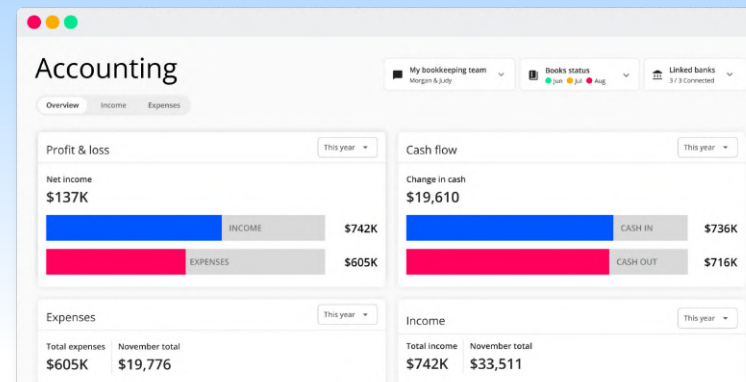 Accounting
My bookkeeping team
Morgan & Judy
Books status
Jun Jul Aug
Linked banks
3 / 3 Connected
Overview Income Expenses
Profit & loss
This year
Net income
$137K
INCOME $742K
EXPENSES $605K
Cash flow
This year
Change in cash
$19,610
CASH IN $736K
CASH OUT $716K
Expenses
This year
Total expenses November total
$605K $19,776
Income
This year
Total income November total
$742K $33,511